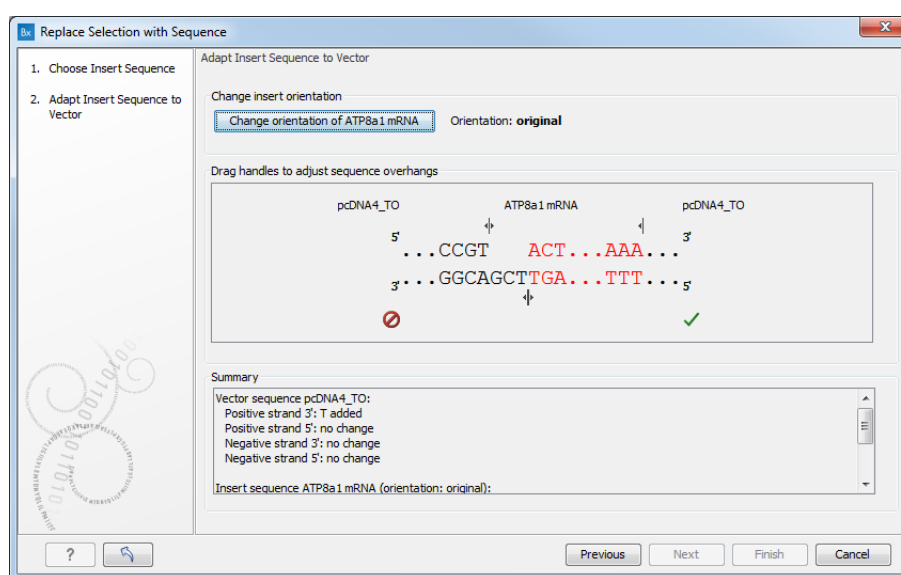 Bx Replace Selection with Sequence
1. Choose Insert Sequence
2. Adapt Insert Sequence to
Vector
Adapt Insert Sequence to Vector
Change insert orientation
Change orientation of ATP8a1 mRNA Orientation: original
Drag handles to adjust sequence overhangs
pcDNA4_TO ATP8a1 mRNA pcDNA4_TO
5' ...CCGT ACT...AAA... 3'
3' ...GGCAGCTTGA...TTT... 5'
Summary
Vector sequence pcDNA4_TO:
Positive strand 3': T added
Positive strand 5': no change
Negative strand 3': no change
Negative strand 5': no change
Insert sequence ATP8a1 mRNA (orientation: original):
? Previous Next Finish Cancel